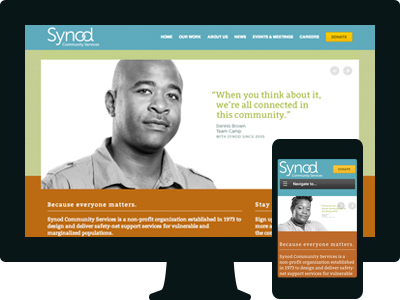 Synod
Community Services
HOME OUR WORK ABOUT US NEWS EVENTS & MEETINGS CAREERS DONATE
"When you think about it,
we're all connected in
this community."
Dennis Brown
Team Camp
WITH SYNOD SINCE 2005
Because everyone matters.
Synod Community Services is a non-profit organization established in 1973 to
design and deliver safety-net support services for vulnerable and
marginalized populations.
Stay
Sign up
more a
the co
Synod
Community Services
DONATE
Navigate to...
Because everyone matters.
Synod Community Services
is a non-profit organization
established in 1973 to design
and deliver safety-net
support services for